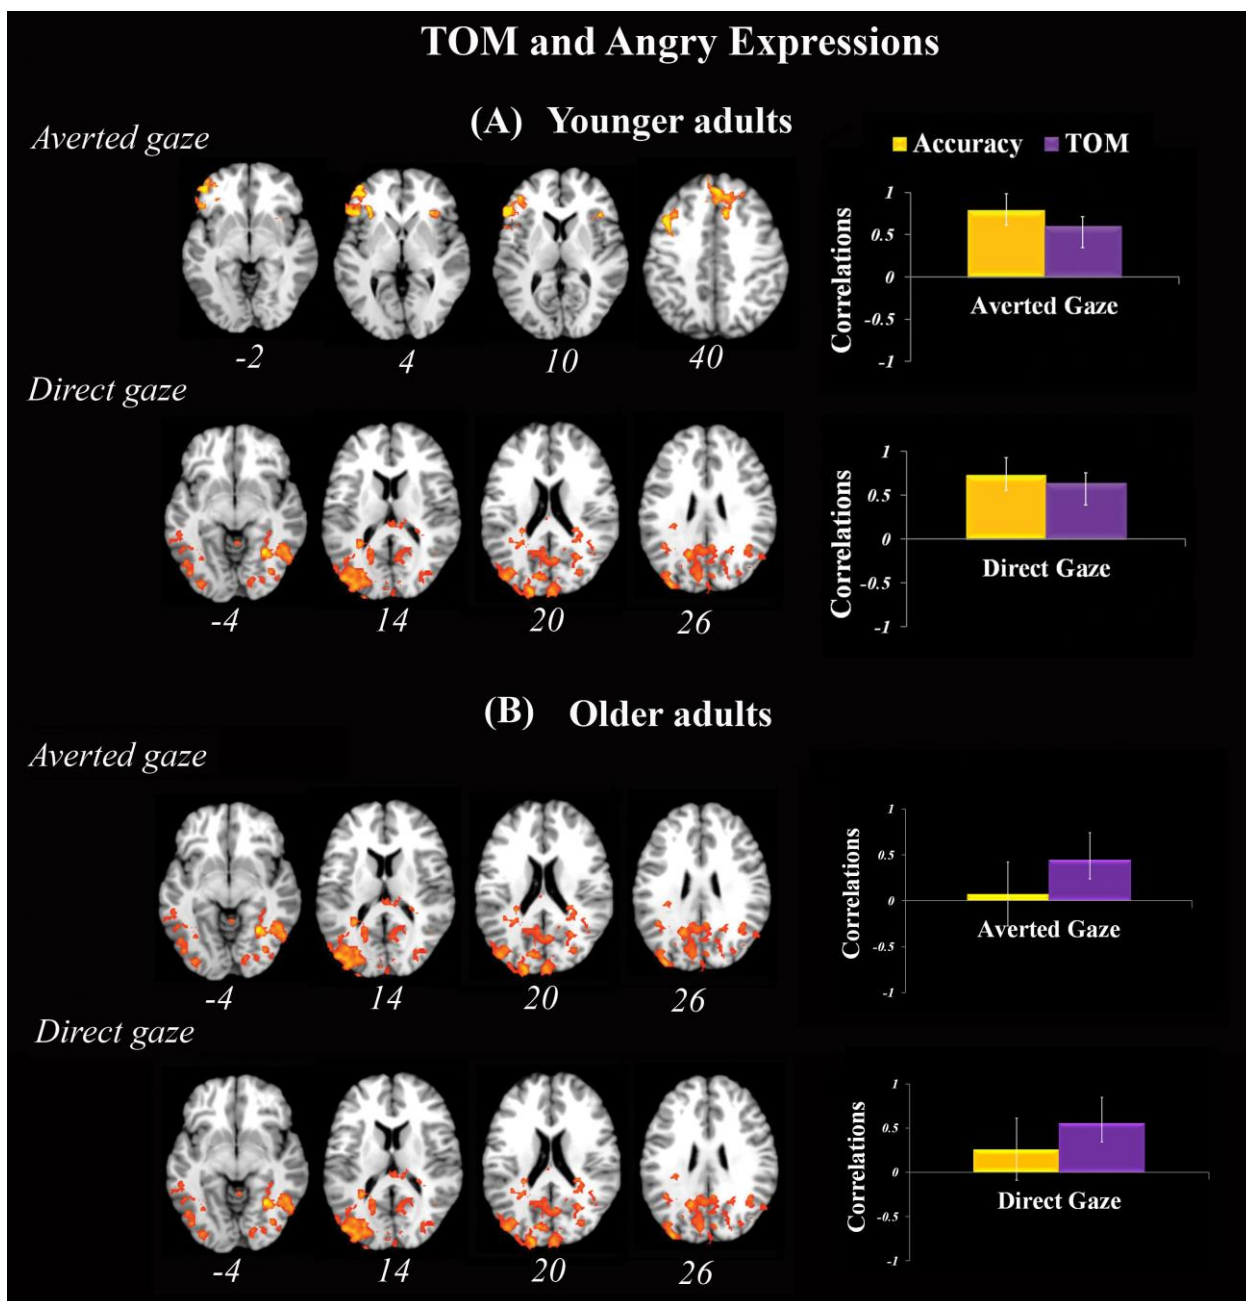 TOM and Angry Expressions
(A) Younger adults
Averted gaze
-2 4 10 40
Accuracy TOM
Correlations
1
0.5
0
-0.5
-1
Averted Gaze
Direct gaze
-4 14 20 26
Correlations
1
0.5
0
-0.5
-1
Direct Gaze
(B) Older adults
Averted gaze
-4 14 20 26
Correlations
1
0.5
0
-0.5
-1
Averted Gaze
Direct gaze
-4 14 20 26
Correlations
1
0.5
0
-0.5
-1
Direct Gaze